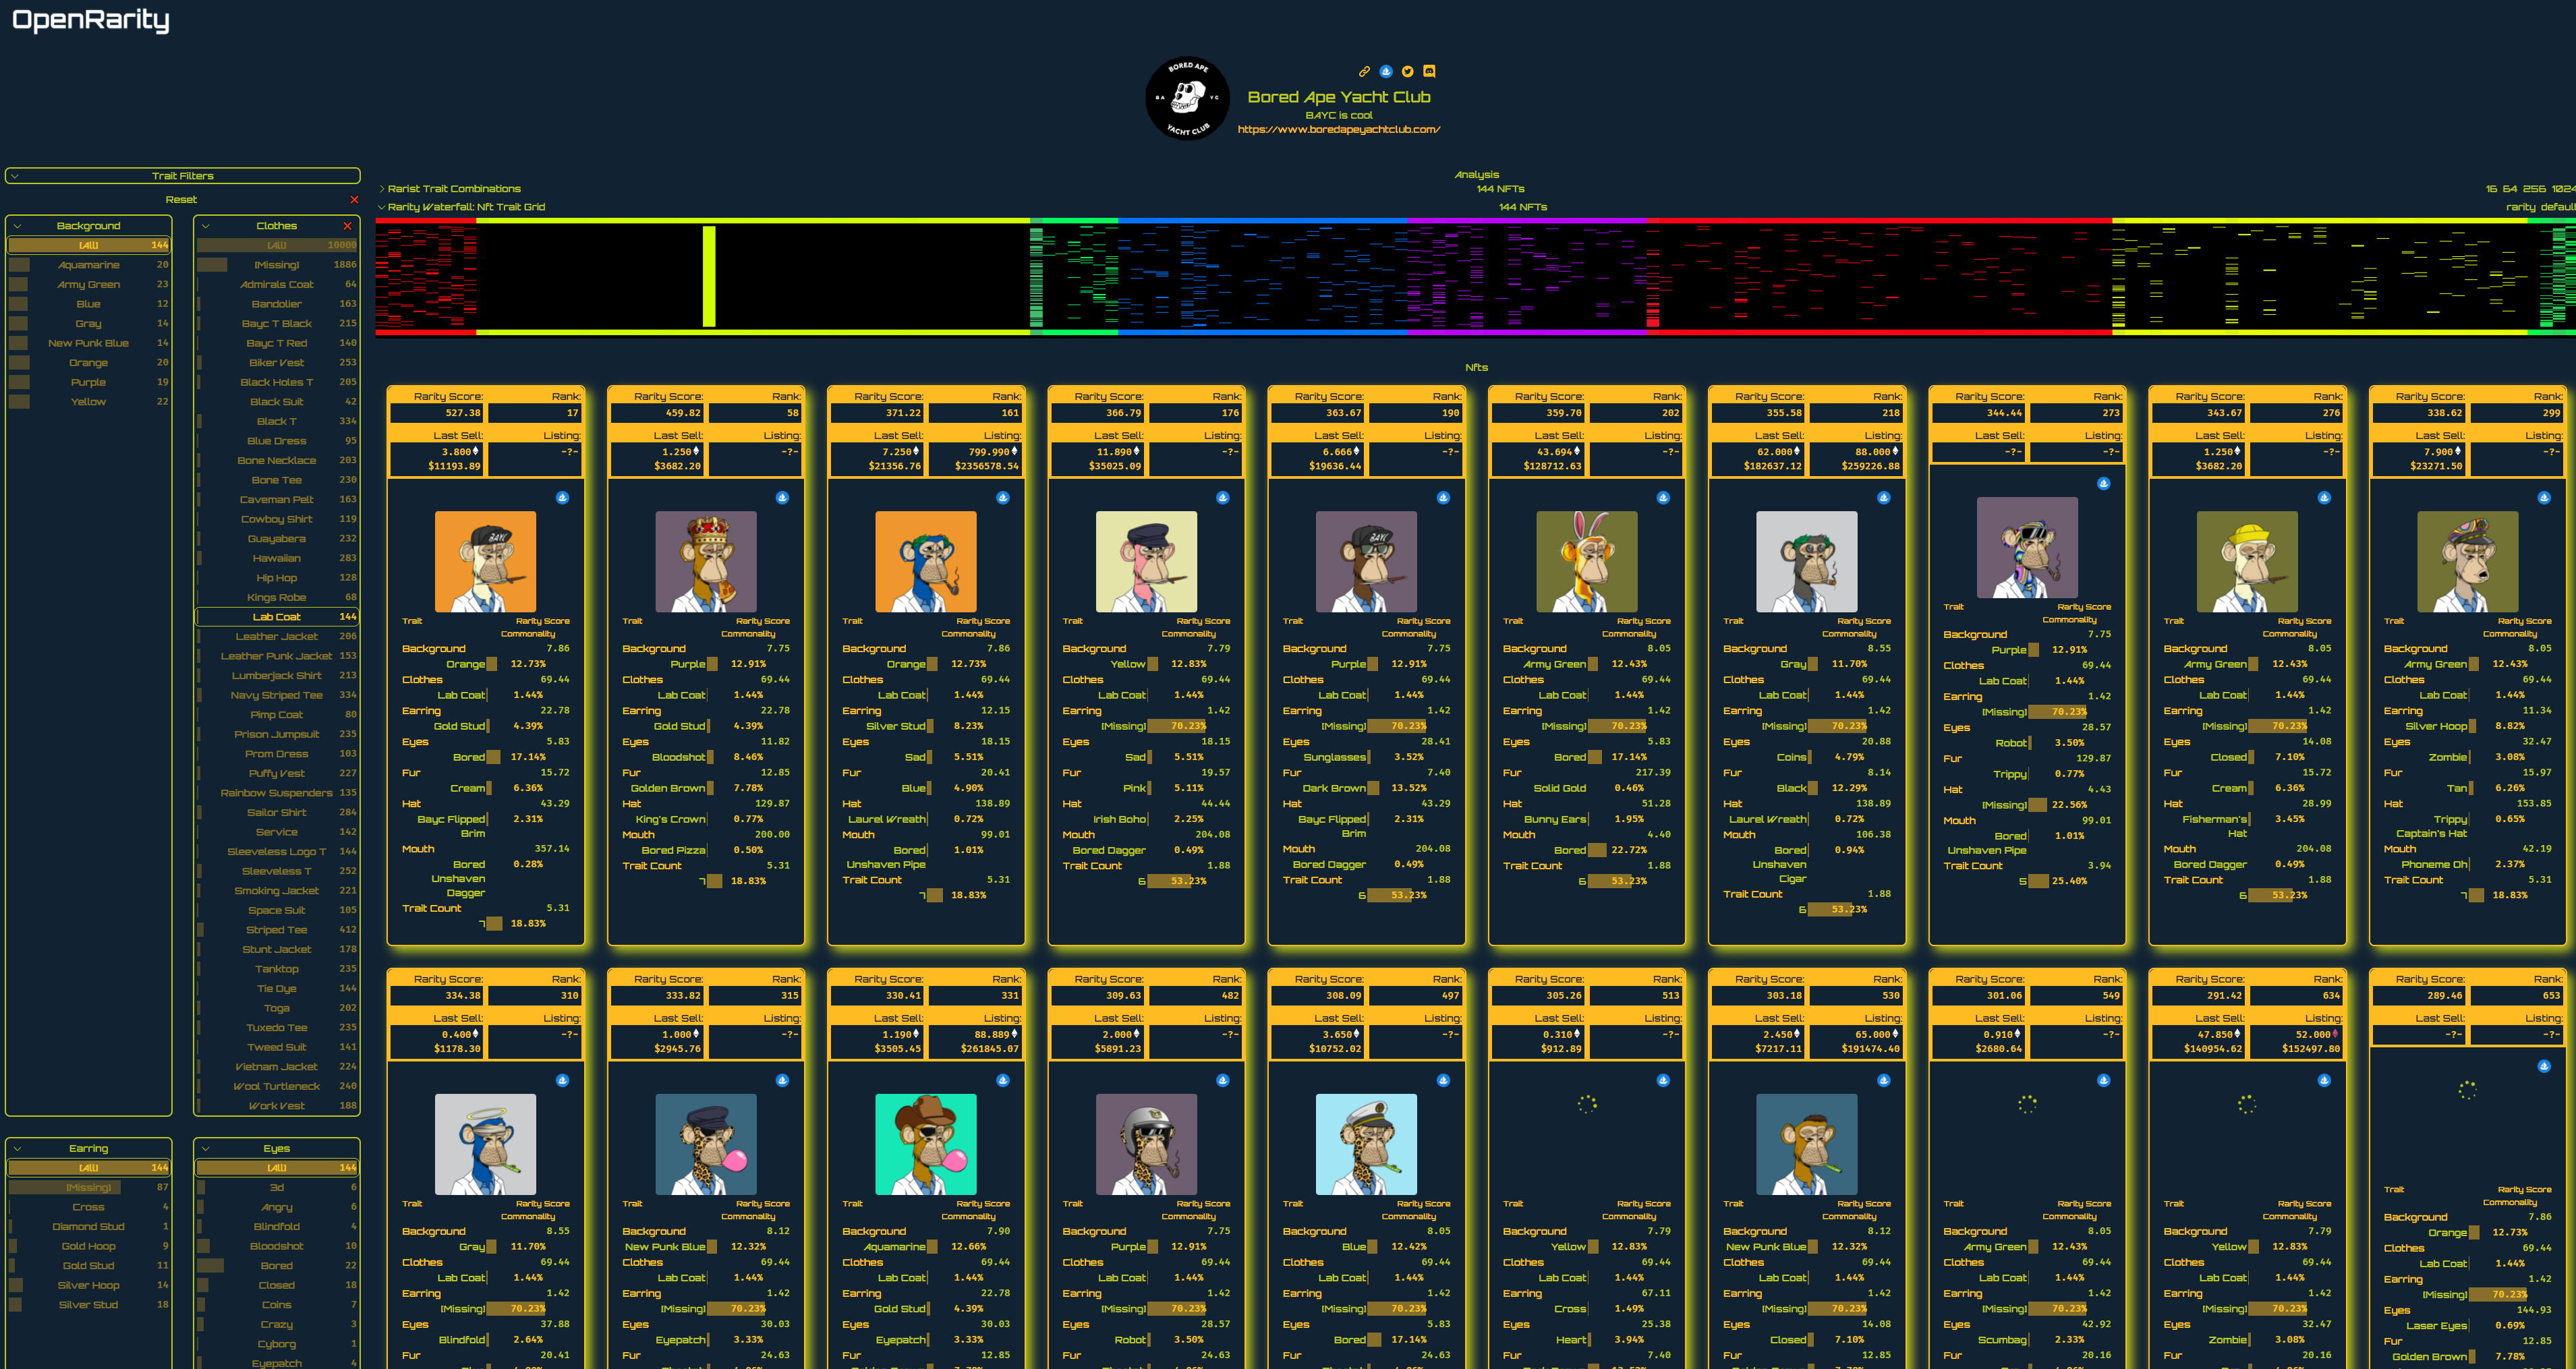 OpenRarity
BORED APE
BA YC
YACHT CLUB
Bored Ape Yacht Club
BAYC is cool
https://www.boredapeyachtclub.com/
Trait Filters
Reset
Background
[All] 144
Aquamarine 20
Army Green 23
Blue 12
Gray 14
New Punk Blue 14
Orange 20
Purple 19
Yellow 22
Clothes
[All] 10000
[Missing] 1886
Admirals Coat 64
Bandolier 163
Bayc T Black 215
Bayc T Red 140
Biker Vest 253
Black Holes T 205
Black Suit 42
Black T 334
Blue Dress 95
Bone Necklace 203
Bone Tee 230
Caveman Pelt 163
Cowboy Shirt 119
Guayabera 232
Hawaiian 283
Hip Hop 128
Kings Robe 68
Lab Coat 144
Leather Jacket 206
Leather Punk Jacket 153
Lumberjack Shirt 213
Navy Striped Tee 334
Pimp Coat 80
Prison Jumpsuit 235
Prom Dress 103
Puffy Vest 227
Rainbow Suspenders 135
Sailor Shirt 284
Service 142
Sleeveless Logo T 144
Sleeveless T 252
Smoking Jacket 221
Space Suit 105
Striped Tee 412
Stunt Jacket 178
Tanktop 235
Tie Dye 144
Toga 202
Tuxedo Tee 235
Tweed Suit 141
Vietnam Jacket 224
Wool Turtleneck 240
Work Vest 188
Earring
[All] 144
[Missing] 87
Cross 4
Diamond Stud 1
Gold Hoop 9
Gold Stud 11
Silver Hoop 14
Silver Stud 18
Eyes
[All] 144
3d 6
Angry 6
Blindfold 4
Bloodshot 10
Bored 22
Closed 18
Coins 7
Crazy 3
Cyborg 1
Eyepatch 4
Analysis
Rarist Trait Combinations 144 NFTs 16 64 256 1024
Rarity Waterfall: Nft Trait Grid 144 NFTs rarity default
Nfts
Rarity Score: Rank:
527.38 17
Last Sell: Listing:
3.800 -?-
$11193.89
BAYC
Trait Rarity Score
Commonality
Background 7.86
Orange 12.73%
Clothes 69.44
Lab Coat 1.44%
Earring 22.78
Gold Stud 4.39%
Eyes 5.83
Bored 17.14%
Fur 15.72
Cream 6.36%
Hat 43.29
Bayc Flipped 2.31%
Brim
Mouth 357.14
Bored 0.28%
Unshaven
Dagger
Trait Count 5.31
7 18.83%
Rarity Score: Rank:
459.82 58
Last Sell: Listing:
1.250 -?-
$3682.20
Trait Rarity Score
Commonality
Background 7.75
Purple 12.91%
Clothes 69.44
Lab Coat 1.44%
Earring 22.78
Gold Stud 4.39%
Eyes 11.82
Bloodshot 8.46%
Fur 12.85
Golden Brown 7.78%
Hat 129.87
King's Crown 0.77%
Mouth 200.00
Bored Pizza 0.50%
Trait Count 5.31
7 18.83%
Rarity Score: Rank:
371.22 161
Last Sell: Listing:
7.250 799.990
$21356.76 $2356578.54
Trait Rarity Score
Commonality
Background 7.86
Orange 12.73%
Clothes 69.44
Lab Coat 1.44%
Earring 12.15
Silver Stud 8.23%
Eyes 18.15
Sad 5.51%
Fur 20.41
Blue 4.90%
Hat 138.89
Laurel Wreath 0.72%
Mouth 99.01
Bored 1.01%
Unshaven Pipe
Trait Count 5.31
7 18.83%
Rarity Score: Rank:
366.79 176
Last Sell: Listing:
11.890 -?-
$35025.09
Trait Rarity Score
Commonality
Background 7.79
Yellow 12.83%
Clothes 69.44
Lab Coat 1.44%
Earring 1.42
[Missing] 70.23%
Eyes 18.15
Sad 5.51%
Fur 19.57
Pink 5.11%
Hat 44.44
Irish Boho 2.25%
Mouth 204.08
Bored Dagger 0.49%
Trait Count 1.88
6 53.23%
Rarity Score: Rank:
363.67 190
Last Sell: Listing:
6.666 -?-
$19636.44
Trait Rarity Score
Commonality
Background 7.75
Purple 12.91%
Clothes 69.44
Lab Coat 1.44%
Earring 1.42
[Missing] 70.23%
Eyes 28.41
Sunglasses 3.52%
Fur 7.40
Dark Brown 13.52%
Hat 43.29
Bayc Flipped 2.31%
Brim
Mouth 204.08
Bored Dagger 0.49%
Trait Count 1.88
6 53.23%
Rarity Score: Rank:
359.70 202
Last Sell: Listing:
43.694 -?-
$128712.63
Trait Rarity Score
Commonality
Background 8.05
Army Green 12.43%
Clothes 69.44
Lab Coat 1.44%
Earring 1.42
[Missing] 70.23%
Eyes 5.83
Bored 17.14%
Fur 217.39
Solid Gold 0.46%
Hat 51.28
Bunny Ears 1.95%
Mouth 4.40
Bored 22.72%
Trait Count 1.88
6 53.23%
Rarity Score: Rank:
355.58 218
Last Sell: Listing:
62.000 88.000
$182637.12 $259226.88
Trait Rarity Score
Commonality
Background 8.55
Gray 11.70%
Clothes 69.44
Lab Coat 1.44%
Earring 1.42
[Missing] 70.23%
Eyes 20.88
Coins 4.79%
Fur 8.14
Black 12.29%
Hat 138.89
Laurel Wreath 0.72%
Mouth 106.38
Bored 0.94%
Unshaven
Cigar
Trait Count 1.88
6 53.23%
Rarity Score: Rank:
344.44 273
Last Sell: Listing:
-?- -?-
Trait Rarity Score
Commonality
Background 7.75
Purple 12.91%
Clothes 69.44
Lab Coat 1.44%
Earring 1.42
[Missing] 70.23%
Eyes 28.57
Robot 3.50%
Fur 129.87
Trippy 0.77%
Hat 4.43
[Missing] 22.56%
Mouth 99.01
Bored 1.01%
Unshaven Pipe
Trait Count 3.94
5 25.40%
Rarity Score: Rank:
343.67 276
Last Sell: Listing:
1.250 -?-
$3682.20
Trait Rarity Score
Commonality
Background 8.05
Army Green 12.43%
Clothes 69.44
Lab Coat 1.44%
Earring 1.42
[Missing] 70.23%
Eyes 14.08
Closed 7.10%
Fur 15.72
Cream 6.36%
Hat 28.99
Fisherman's 3.45%
Hat
Mouth 204.08
Bored Dagger 0.49%
Trait Count 1.88
6 53.23%
Rarity Score: Rank:
338.62 299
Last Sell: Listing:
7.900 -?-
$23271.50
Trait Rarity Score
Commonality
Background 8.05
Army Green 12.43%
Clothes 69.44
Lab Coat 1.44%
Earring 11.34
Silver Hoop 8.82%
Eyes 32.47
Zombie 3.08%
Fur 15.97
Tan 6.26%
Hat 153.85
Trippy 0.65%
Captain's Hat
Mouth 42.19
Phoneme Oh 2.37%
Trait Count 5.31
7 18.83%
Rarity Score: Rank:
334.38 310
Last Sell: Listing:
0.400 -?-
$1178.30
Trait Rarity Score
Commonality
Background 8.55
Gray 11.70%
Clothes 69.44
Lab Coat 1.44%
Earring 1.42
[Missing] 70.23%
Eyes 37.88
Blindfold 2.64%
Fur 20.41
Rarity Score: Rank:
333.82 315
Last Sell: Listing:
1.000 -?-
$2945.76
Trait Rarity Score
Commonality
Background 8.12
New Punk Blue 12.32%
Clothes 69.44
Lab Coat 1.44%
Earring 1.42
[Missing] 70.23%
Eyes 30.03
Eyepatch 3.33%
Fur 24.63
Rarity Score: Rank:
330.41 331
Last Sell: Listing:
1.190 88.889
$3505.45 $261845.07
Trait Rarity Score
Commonality
Background 7.90
Aquamarine 12.66%
Clothes 69.44
Lab Coat 1.44%
Earring 22.78
Gold Stud 4.39%
Eyes 30.03
Eyepatch 3.33%
Fur 12.85
Rarity Score: Rank:
309.63 482
Last Sell: Listing:
2.000 -?-
$5891.23
Trait Rarity Score
Commonality
Background 7.75
Purple 12.91%
Clothes 69.44
Lab Coat 1.44%
Earring 1.42
[Missing] 70.23%
Eyes 28.57
Robot 3.50%
Fur 24.63
Rarity Score: Rank:
308.09 497
Last Sell: Listing:
3.650 -?-
$10752.02
Trait Rarity Score
Commonality
Background 8.05
Blue 12.42%
Clothes 69.44
Lab Coat 1.44%
Earring 1.42
[Missing] 70.23%
Eyes 5.83
Bored 17.14%
Fur 24.63
Rarity Score: Rank:
305.26 513
Last Sell: Listing:
0.310 -?-
$912.89
Trait Rarity Score
Commonality
Background 7.79
Yellow 12.83%
Clothes 69.44
Lab Coat 1.44%
Earring 67.11
Cross 1.49%
Eyes 25.38
Heart 3.94%
Fur 7.40
Rarity Score: Rank:
303.18 530
Last Sell: Listing:
2.450 65.000
$7217.11 $191474.40
Trait Rarity Score
Commonality
Background 8.12
New Punk Blue 12.32%
Clothes 69.44
Lab Coat 1.44%
Earring 1.42
[Missing] 70.23%
Eyes 14.08
Closed 7.10%
Fur 12.85
Rarity Score: Rank:
301.06 549
Last Sell: Listing:
0.910 -?-
$2680.64
Trait Rarity Score
Commonality
Background 8.05
Army Green 12.43%
Clothes 69.44
Lab Coat 1.44%
Earring 1.42
[Missing] 70.23%
Eyes 42.92
Scumbag 2.33%
Fur 20.16
Rarity Score: Rank:
291.42 634
Last Sell: Listing:
47.850 52.000
$140954.62 $152497.80
Trait Rarity Score
Commonality
Background 7.79
Yellow 12.83%
Clothes 69.44
Lab Coat 1.44%
Earring 1.42
[Missing] 70.23%
Eyes 32.47
Zombie 3.08%
Fur 20.16
Rarity Score: Rank:
289.46 653
Last Sell: Listing:
-?- -?-
Trait Rarity Score
Commonality
Background 7.86
Orange 12.73%
Clothes 69.44
Lab Coat 1.44%
Earring 1.42
[Missing] 70.23%
Eyes 144.93
Laser Eyes 0.69%
Fur 12.85
Golden Brown 7.78%